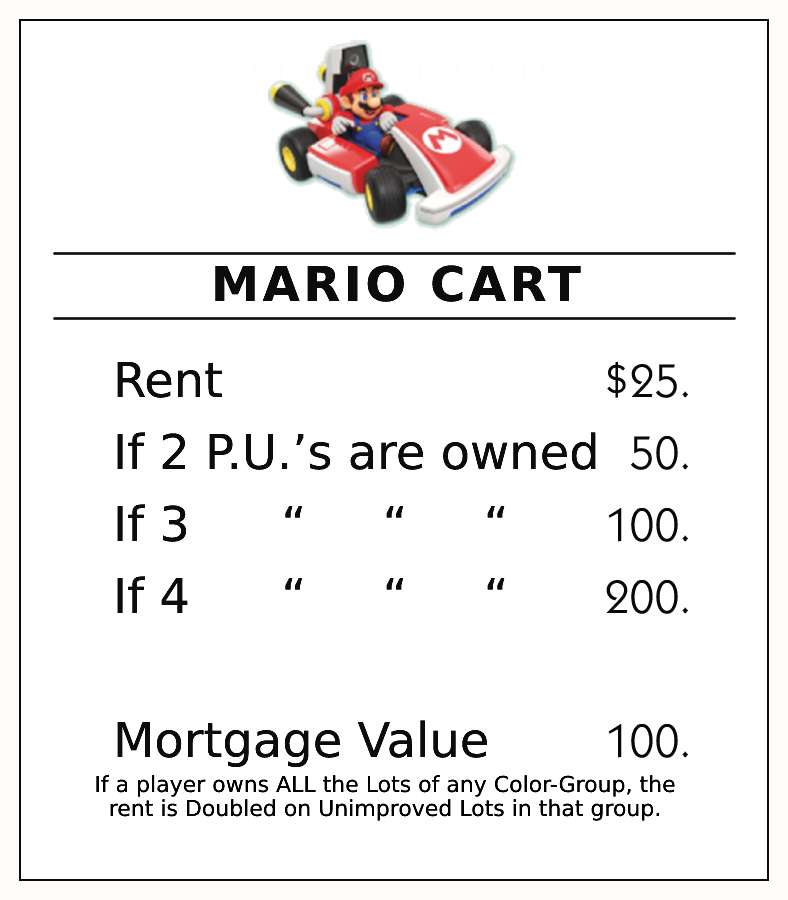 MARIO CART
Rent $25.
If 2 P.U.’s are owned 50.
If 3 “ “ “ 100.
If 4 “ “ “ 200.
Mortgage Value 100.
If a player owns ALL the Lots of any Color-Group, the
rent is Doubled on Unimproved Lots in that group.